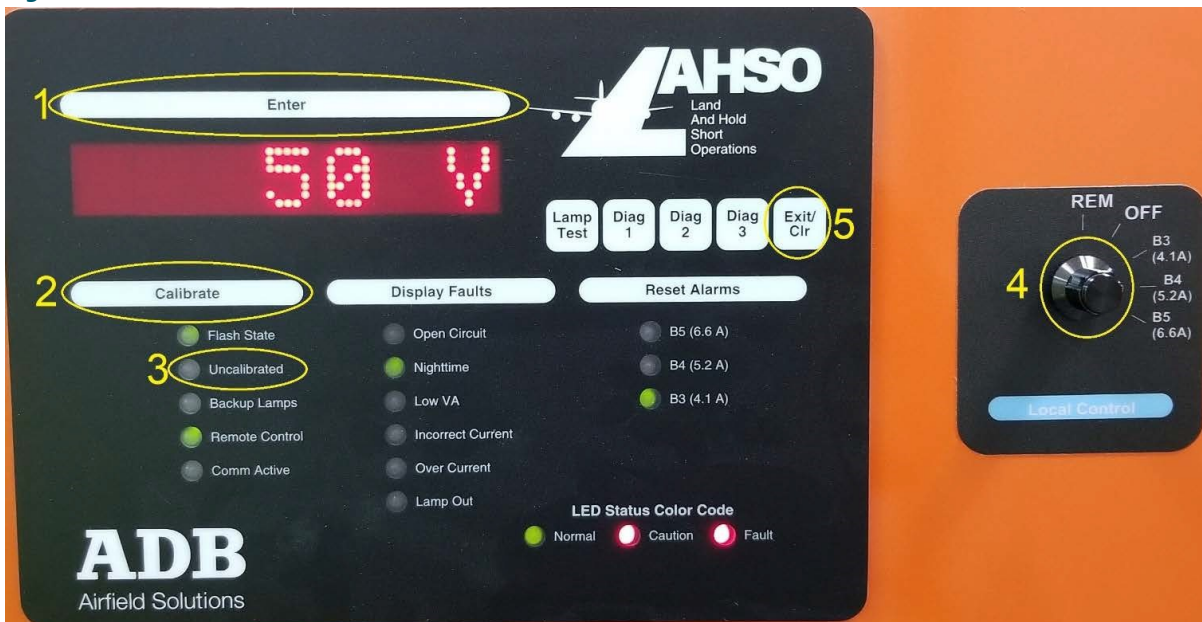 1
Enter
50 V
LAHSO
Land
And Hold
Short
Operations
Lamp
Test
Diag
1
Diag
2
Diag
3
Exit/
Clr
5
2
Calibrate
Display Faults
Reset Alarms
Flash State
3
Uncalibrated
Backup Lamps
Remote Control
Comm Active
Open Circuit
Nighttime
Low VA
Incorrect Current
Over Current
Lamp Out
B5 (6.6 A)
B4 (5.2 A)
B3 (4.1 A)
LED Status Color Code
Normal
Caution
Fault
ADB
Airfield Solutions
REM
OFF
B3
(4.1A)
4
B4
(5.2A)
B5
(6.6A)
Local Control